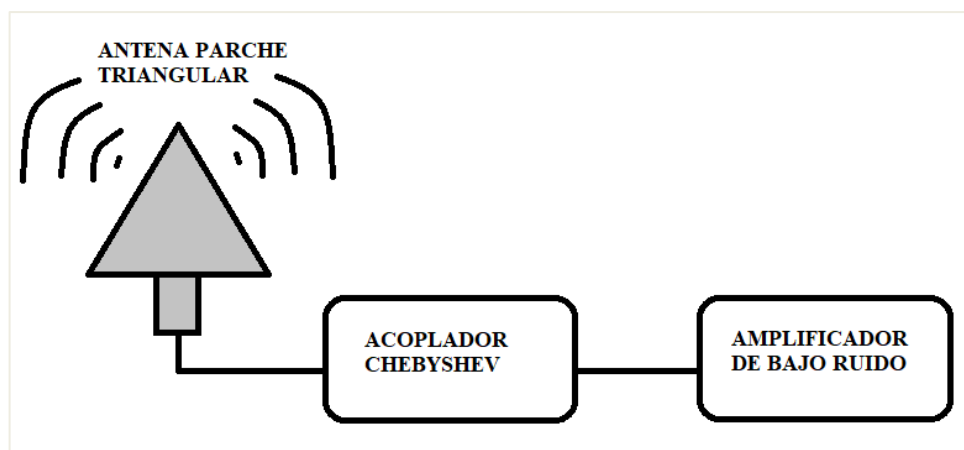 ANTENA PARCHE
TRIANGULAR
ACOPLADOR
CHEBYSHEV
AMPLIFICADOR
DE BAJO RUIDO